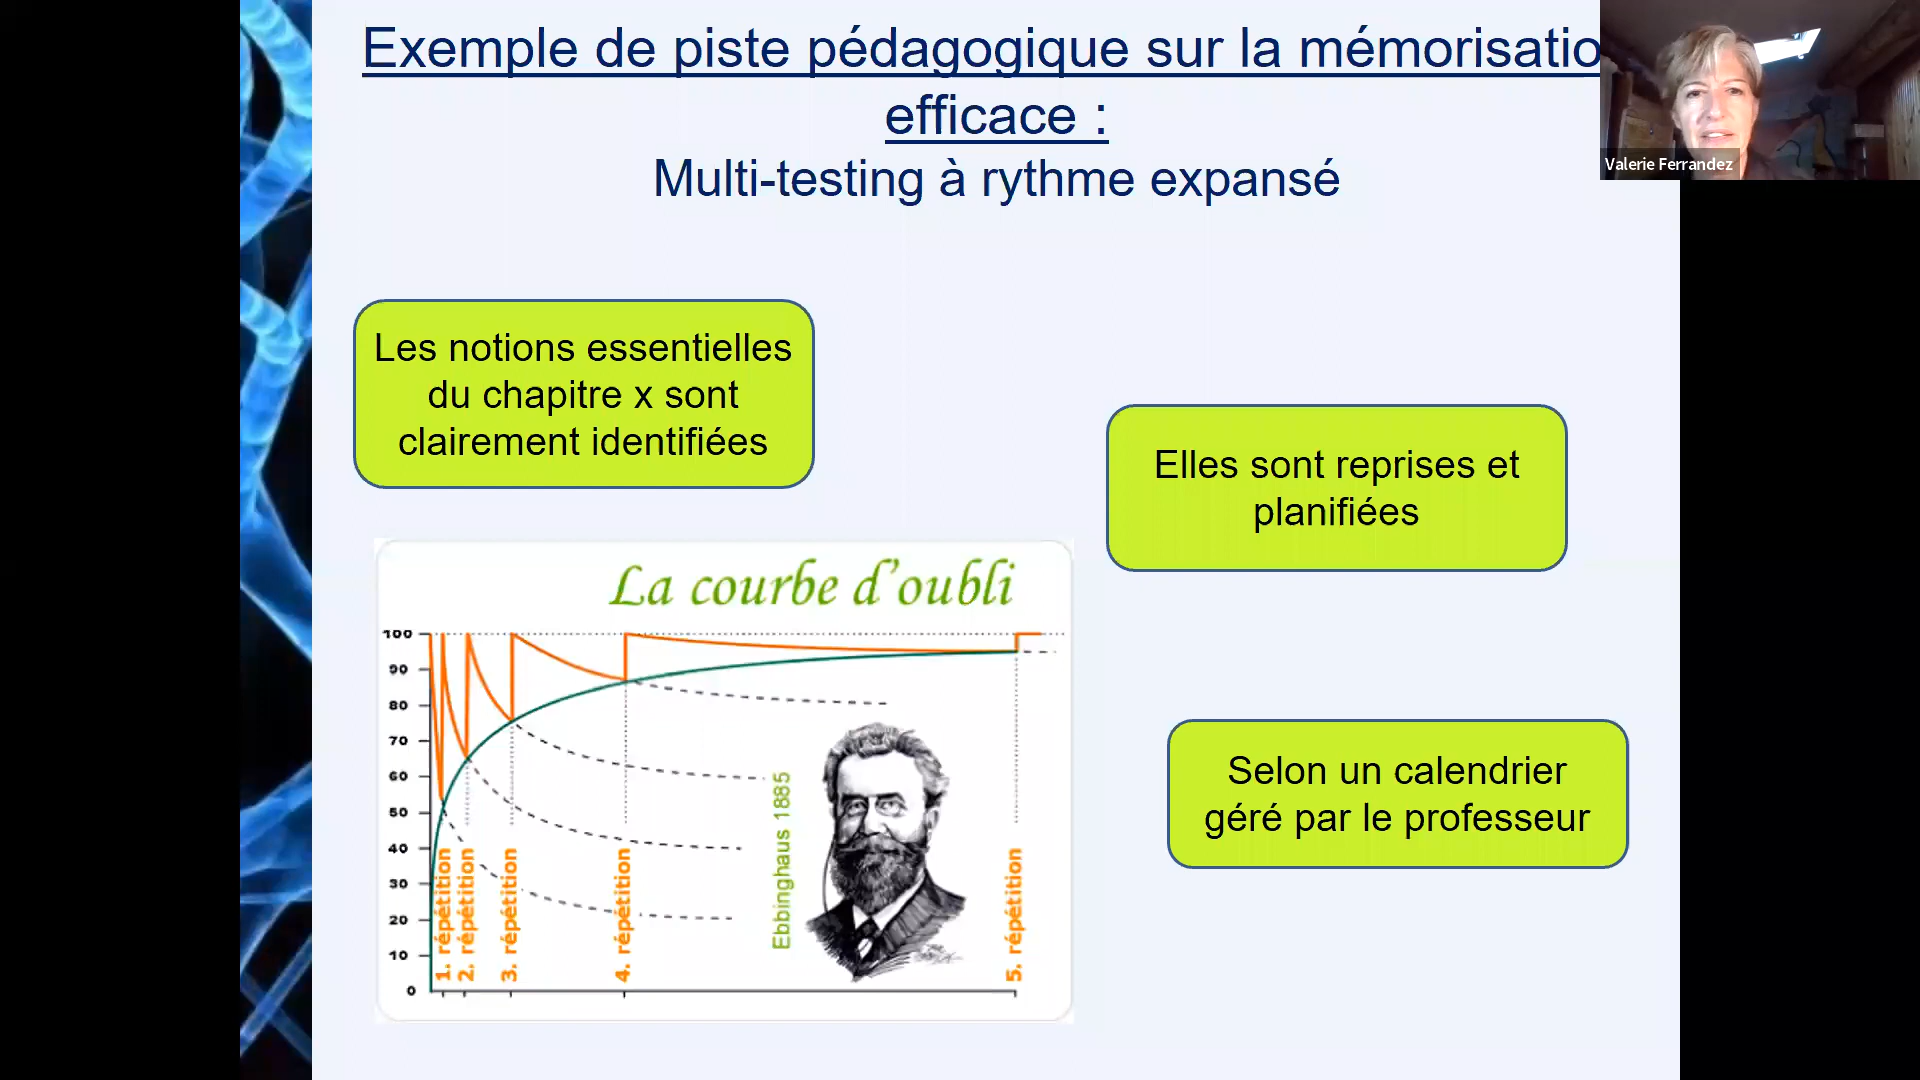 Exemple de piste pédagogique sur la mémorisatio
efficace :
Multi-testing à rythme expansé
Valerie Ferrandez
Les notions essentielles
du chapitre x sont
clairement identifiées
Elles sont reprises et
planifiées
Selon un calendrier
géré par le professeur
La courbe d'oubli
100
90
80
70
60
50
40
30
20
10
0
1. répétition
2. répétition
3. répétition
4. répétition
5. répétition
Ebbinghaus 1885